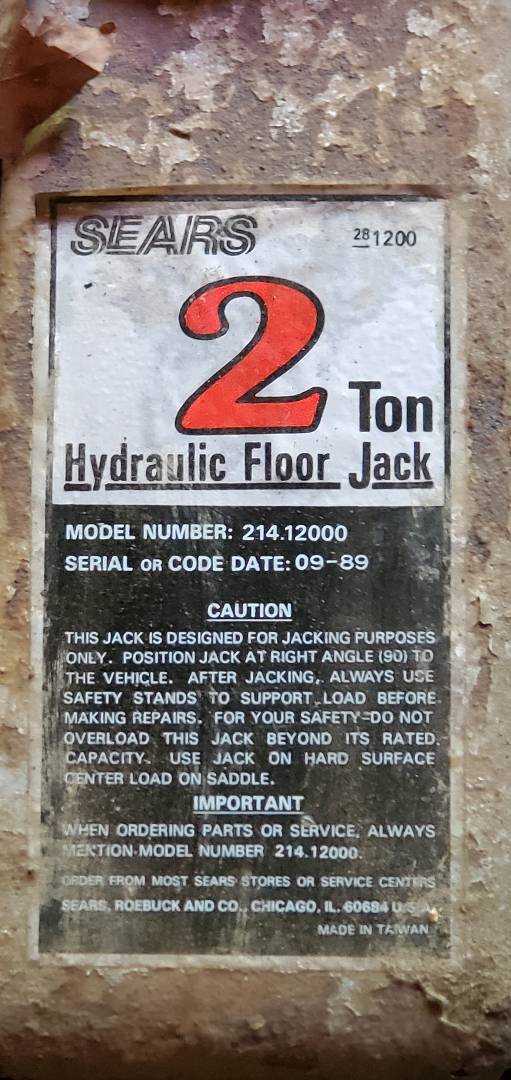 SEARS
28 1200
2
Ton
Hydraulic Floor Jack
MODEL NUMBER: 214.12000
SERIAL OR CODE DATE: 09-89
CAUTION
THIS JACK IS DESIGNED FOR JACKING PURPOSES
ONLY. POSITION JACK AT RIGHT ANGLE (90) TO
THE VEHICLE. AFTER JACKING, ALWAYS USE
SAFETY STANDS TO SUPPORT LOAD BEFORE
MAKING REPAIRS. FOR YOUR SAFETY-DO NOT
OVERLOAD THIS JACK BEYOND ITS RATED
CAPACITY. USE JACK ON HARD SURFACE
CENTER LOAD ON SADDLE.
IMPORTANT
WHEN ORDERING PARTS OR SERVICE, ALWAYS
MENTION MODEL NUMBER 214.12000.
ORDER FROM MOST SEARS STORES OR SERVICE CENTERS
SEARS, ROEBUCK AND CO., CHICAGO, IL. 60684 U.S.A.
MADE IN TAIWAN